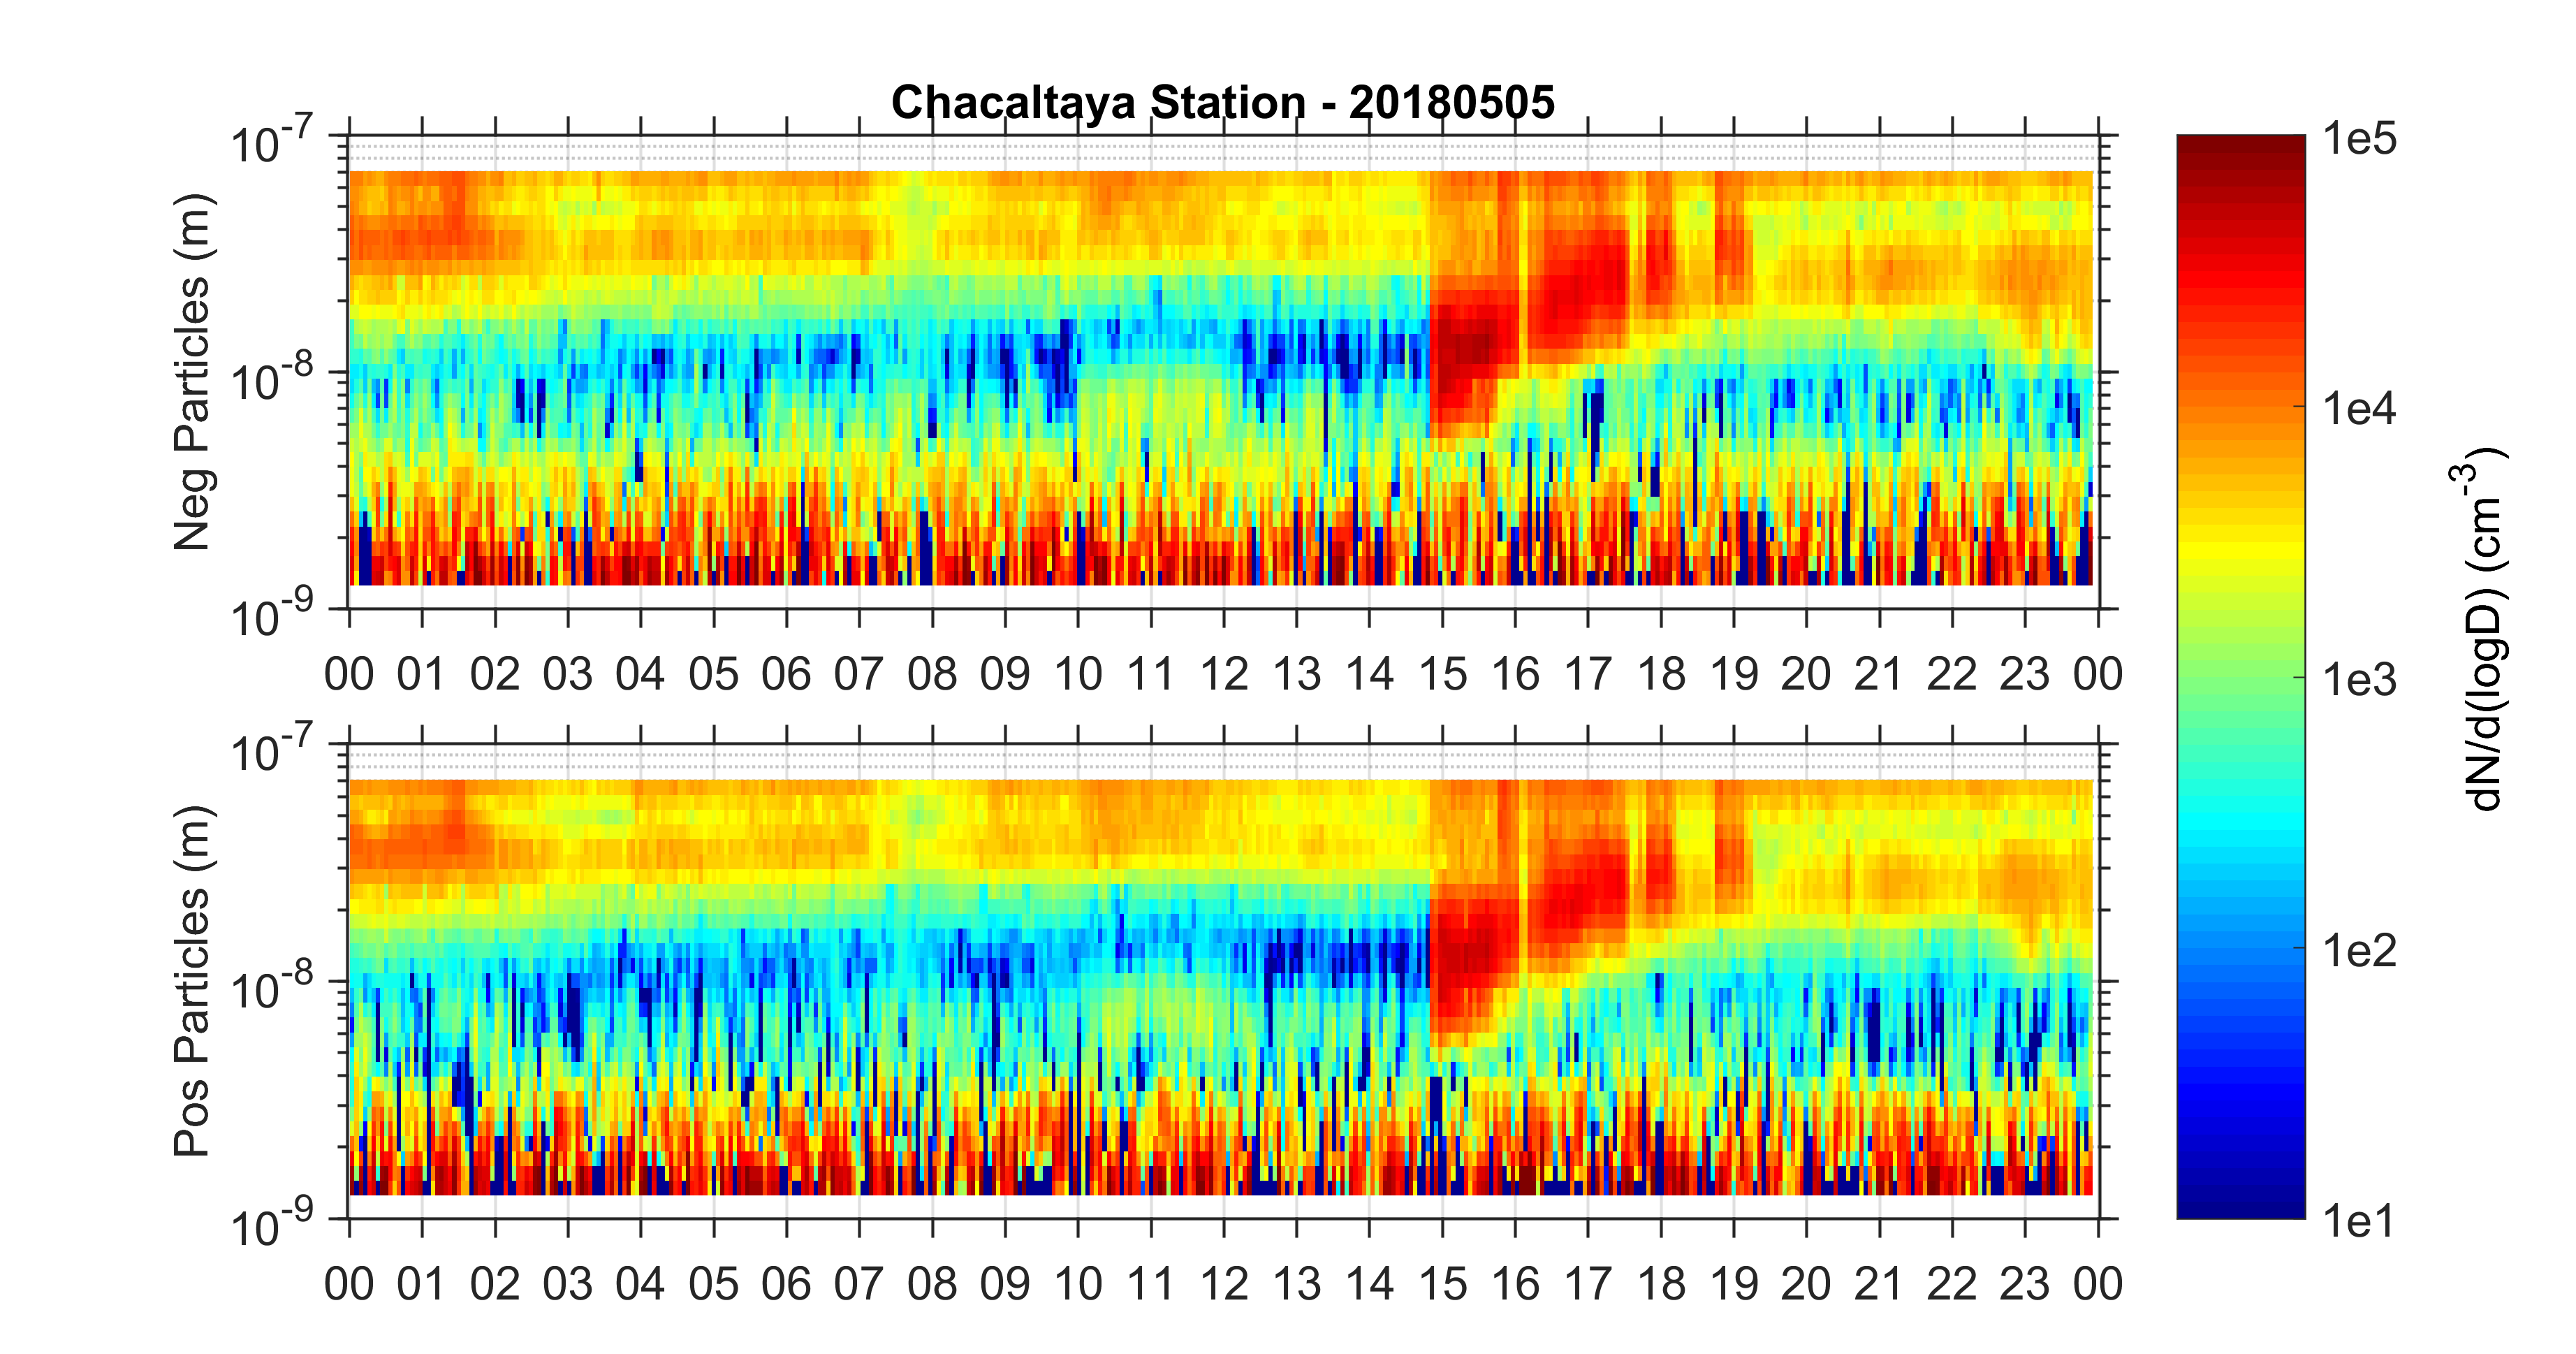 Chacaltaya Station - 20180505
10-7
10-8
10-9
Neg Particles (m)
00 01 02 03 04 05 06 07 08 09 10 11 12 13 14 15 16 17 18 19 20 21 22 23 00
10-7
10-8
10-9
Pos Particles (m)
00 01 02 03 04 05 06 07 08 09 10 11 12 13 14 15 16 17 18 19 20 21 22 23 00
1e5
1e4
1e3
1e2
1e1
dN/d(logD) (cm-3)